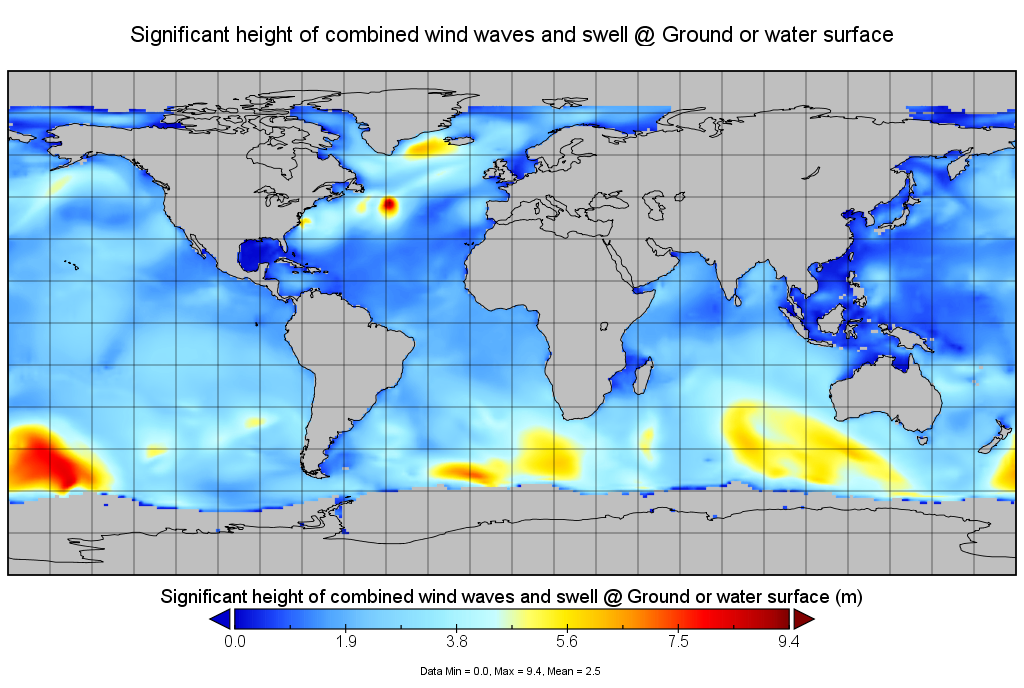 Significant height of combined wind waves and swell @ Ground or water surface
Significant height of combined wind waves and swell @ Ground or water surface (m)
0.0 1.9 3.8 5.6 7.5 9.4
Data Min = 0.0, Max = 9.4, Mean = 2.5